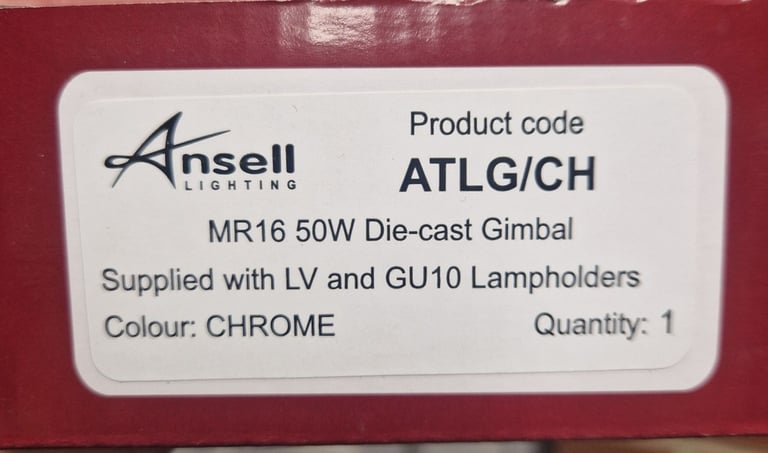 Ansell
LIGHTING
Product code
ATLG/CH
MR16 50W Die-cast Gimbal
Supplied with LV and GU10 Lampholders
Colour: CHROME
Quantity: 1